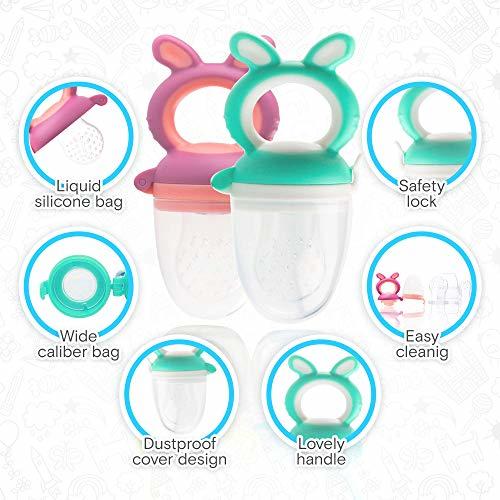 Liquid
silicone bag
Safety
lock
Wide
caliber bag
Easy
cleanig
Dustproof
cover design
Lovely
handle